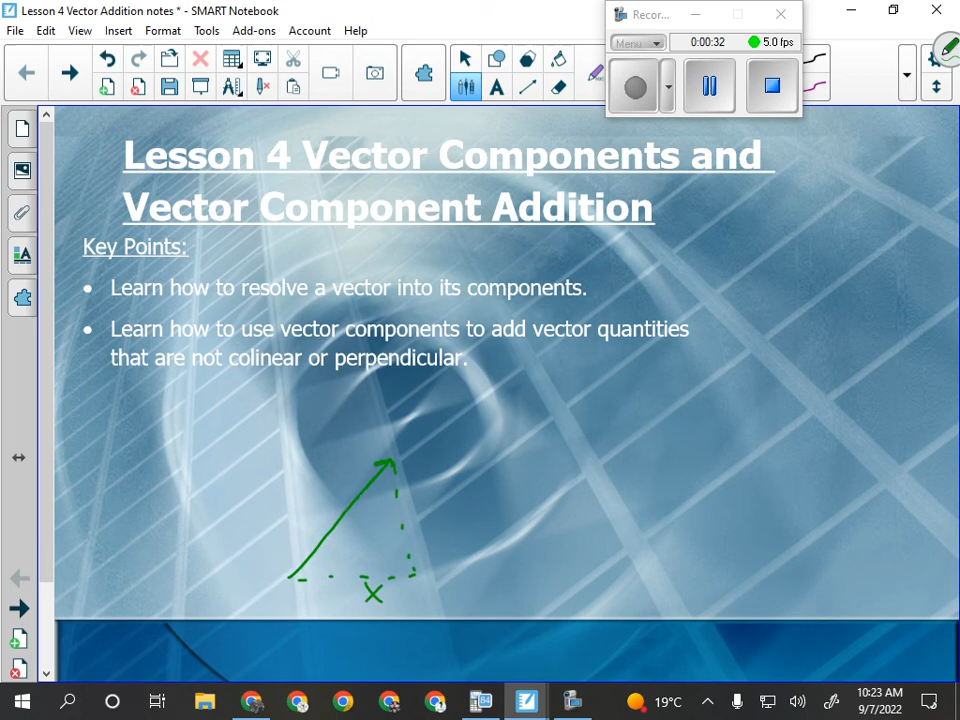 Lesson 4 Vector Addition notes * - SMART Notebook
Recor...
File Edit View Insert Format Tools Add-ons Account Help
Menu 0:00:32 5.0 fps
Lesson 4 Vector Components and
Vector Component Addition
Key Points:
• Learn how to resolve a vector into its components.
• Learn how to use vector components to add vector quantities
that are not colinear or perpendicular.
x
19°C
10:23 AM
9/7/2022